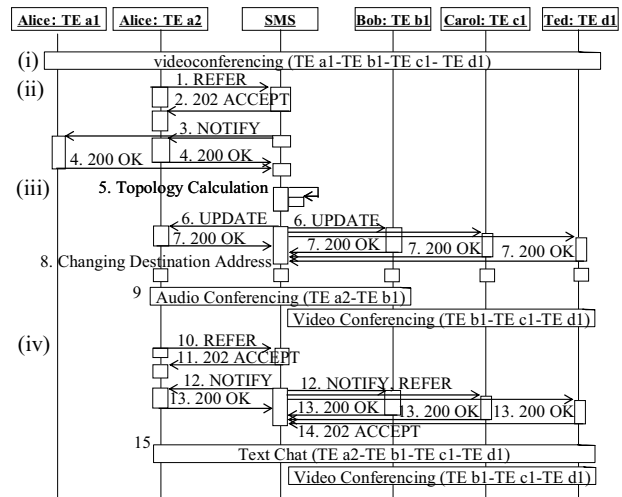 Alice: TE a1 Alice: TE a2 SMS Bob: TE b1 Carol: TE c1 Ted: TE d1
(i) videoconferencing (TE a1-TE b1-TE c1- TE d1)
(ii) 1. REFER
2. 202 ACCEPT
3. NOTIFY
4. 200 OK 4. 200 OK
(iii) 5. Topology Calculation
6. UPDATE 6. UPDATE
7. 200 OK 7. 200 OK 7. 200 OK 7. 200 OK
8. Changing Destination Address
9 Audio Conferencing (TE a2-TE b1)
Video Conferencing (TE b1-TE c1-TE d1)
(iv) 10. REFER
11. 202 ACCEPT
12. NOTIFY 12. NOTIFY, REFER
13. 200 OK 13. 200 OK 13. 200 OK 13. 200 OK
14. 202 ACCEPT
15 Text Chat (TE a2-TE b1-TE c1-TE d1)
Video Conferencing (TE b1-TE c1-TE d1)